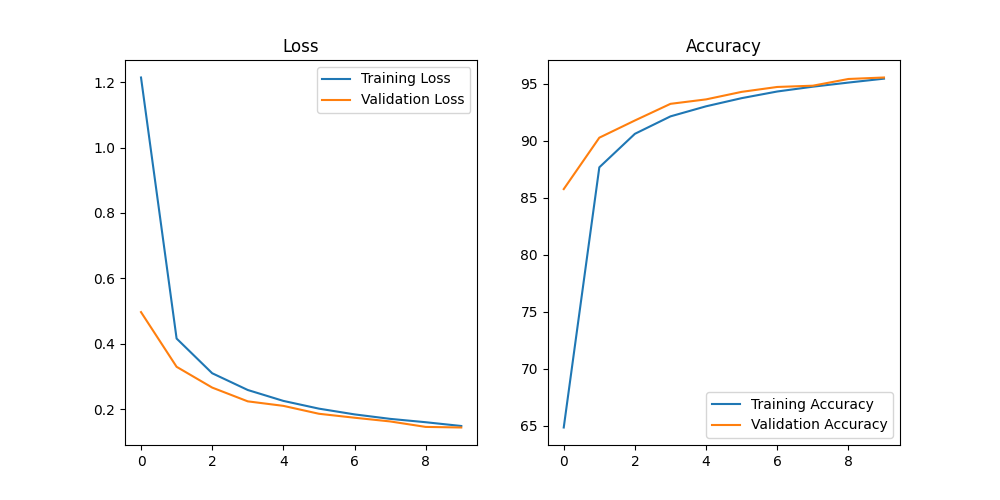 Loss
Training Loss
Validation Loss
1.2
1.0
0.8
0.6
0.4
0.2
0 2 4 6 8
Accuracy
95
90
85
80
75
70
65
Training Accuracy
Validation Accuracy
0 2 4 6 8